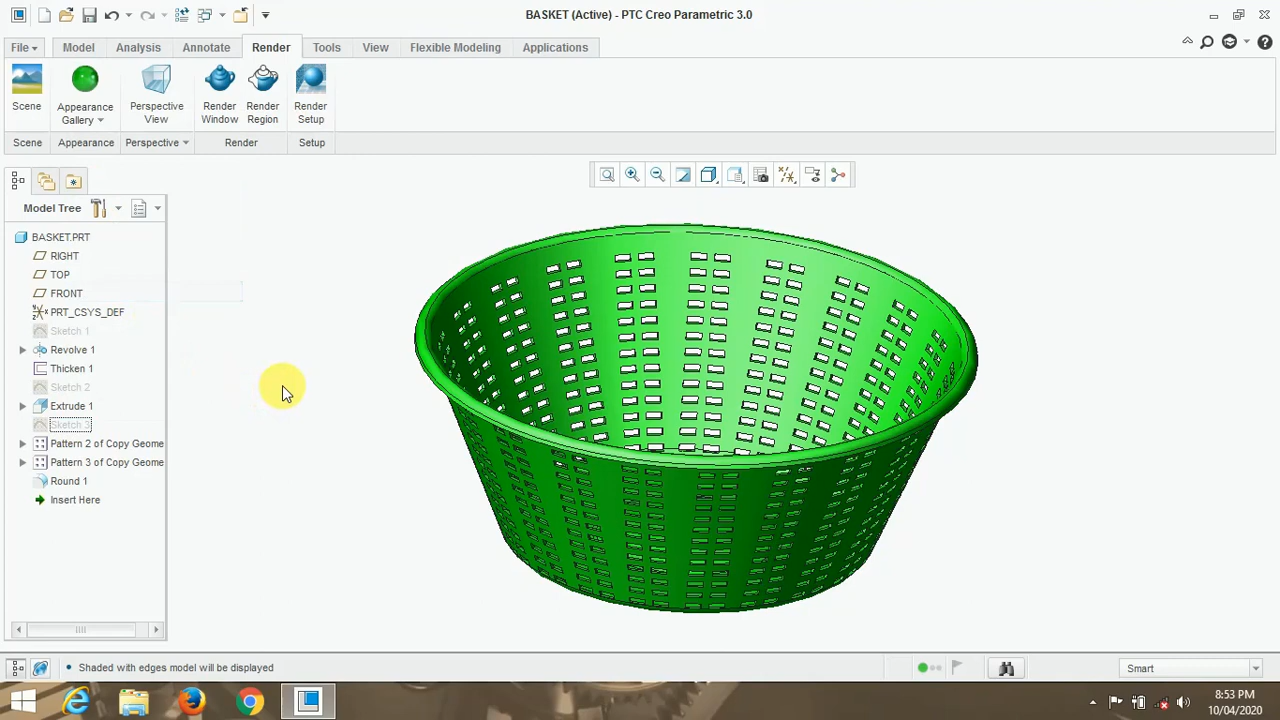 BASKET (Active) - PTC Creo Parametric 3.0
File Model Analysis Annotate Render Tools View Flexible Modeling Applications
Scene Appearance Gallery Perspective View Render Window Render Region Render Setup
Scene Appearance Perspective Render Setup
Model Tree
BASKET.PRT
RIGHT
TOP
FRONT
PRT_CSYS_DEF
Sketch 1
Revolve 1
Thicken 1
Sketch 2
Extrude 1
Sketch 3
Pattern 2 of Copy Geome
Pattern 3 of Copy Geome
Round 1
Insert Here
• Shaded with edges model will be displayed
Smart
8:53 PM
10/04/2020